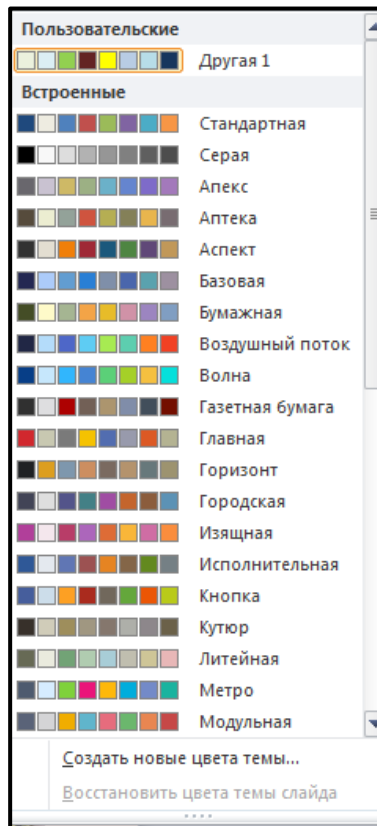 Пользовательские
Другая 1
Встроенные
Стандартная
Серая
Апекс
Аптека
Аспект
Базовая
Бумажная
Воздушный поток
Волна
Газетная бумага
Главная
Горизонт
Городская
Изящная
Исполнительная
Кнопка
Кутюр
Литейная
Метро
Модульная
Создать новые цвета темы...
Восстановить цвета темы слайда